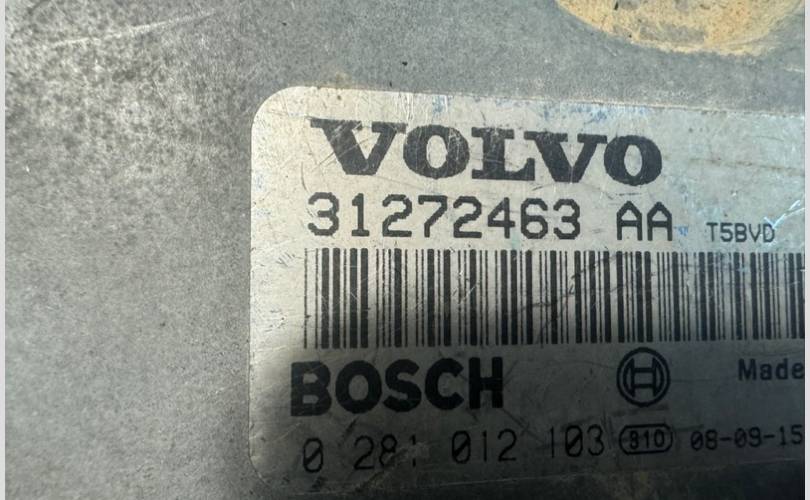 VOLVO
31272463 AA T5BVD
BOSCH
Made
0 281 012 103 810 08-09-15